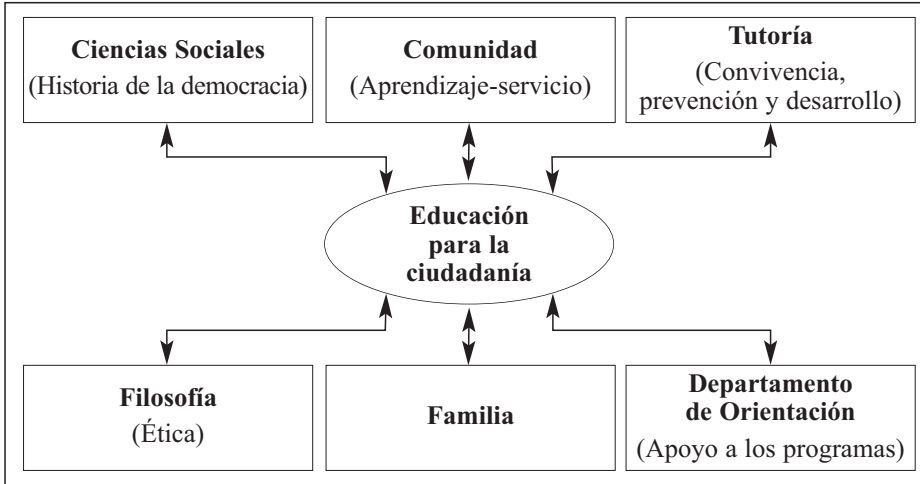 Ciencias Sociales
(Historia de la democracia)
Comunidad
(Aprendizaje-servicio)
Tutoría
(Convivencia,
prevención y desarrollo)
Educación
para la
ciudadanía
Filosofía
(Ética)
Familia
Departamento
de Orientación
(Apoyo a los programas)